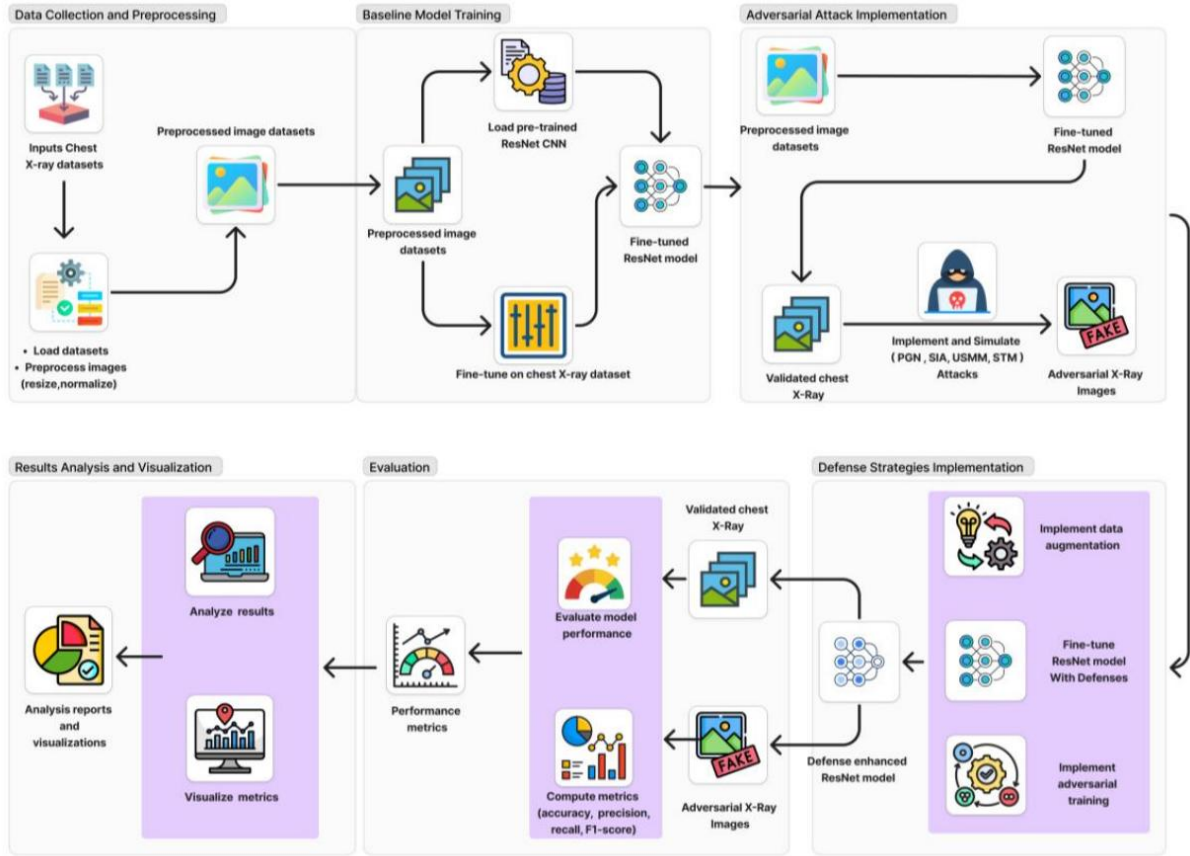 Data Collection and Preprocessing
Inputs Chest
X-ray datasets
• Load datasets
• Preprocess images
(resize,normalize)
Preprocessed image datasets
Baseline Model Training
Preprocessed image
datasets
Load pre-trained
ResNet CNN
Fine-tune on chest X-ray dataset
Fine-tuned
ResNet model
Adversarial Attack Implementation
Preprocessed image
datasets
Fine-tuned
ResNet model
Validated chest
X-Ray
Implement and Simulate
( PGN , SIA, USMM, STM )
Attacks
FAKE
Adversarial X-Ray
Images
Defense Strategies Implementation
Implement data
augmentation
Fine-tune
ResNet model
With Defenses
Implement
adversarial
training
Defense enhanced
ResNet model
Evaluation
Validated chest
X-Ray
FAKE
Adversarial X-Ray
Images
Evaluate model
performance
Compute metrics
(accuracy, precision,
recall, F1-score)
Performance
metrics
Results Analysis and Visualization
Analyze results
Visualize metrics
Analysis reports
and
visualizations